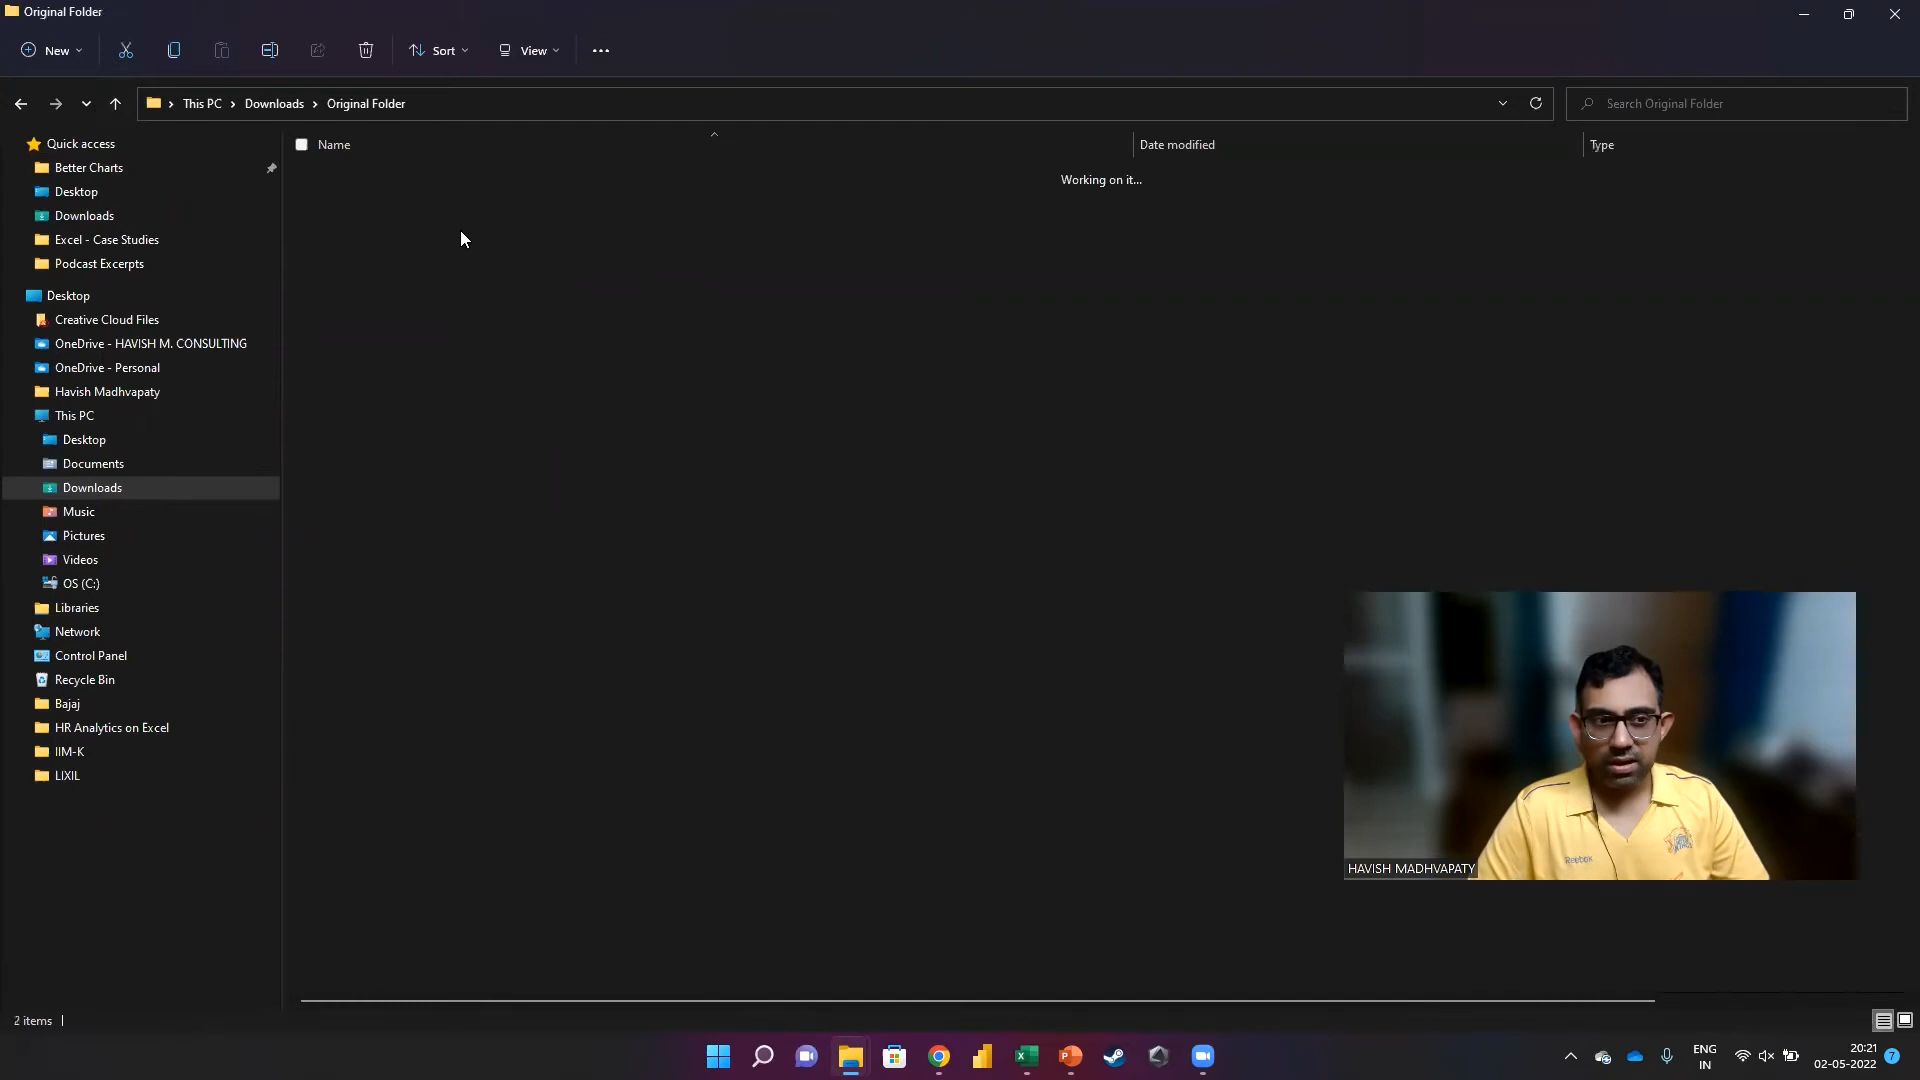 Original Folder
New
Sort
View
This PC
Downloads
Original Folder
Search Original Folder
Quick access
Better Charts
Desktop
Downloads
Excel - Case Studies
Podcast Excerpts
Desktop
Creative Cloud Files
OneDrive - HAVISH M. CONSULTING
OneDrive - Personal
Havish Madhvapaty
This PC
Desktop
Documents
Downloads
Music
Pictures
Videos
OS (C:)
Libraries
Network
Control Panel
Recycle Bin
Bajaj
HR Analytics on Excel
IIM-K
LIXIL
Name
Date modified
Type
Working on it...
Reebok
HAVISH MADHVAPATY
2 items
ENG
IN
20:21
02-05-2022
7